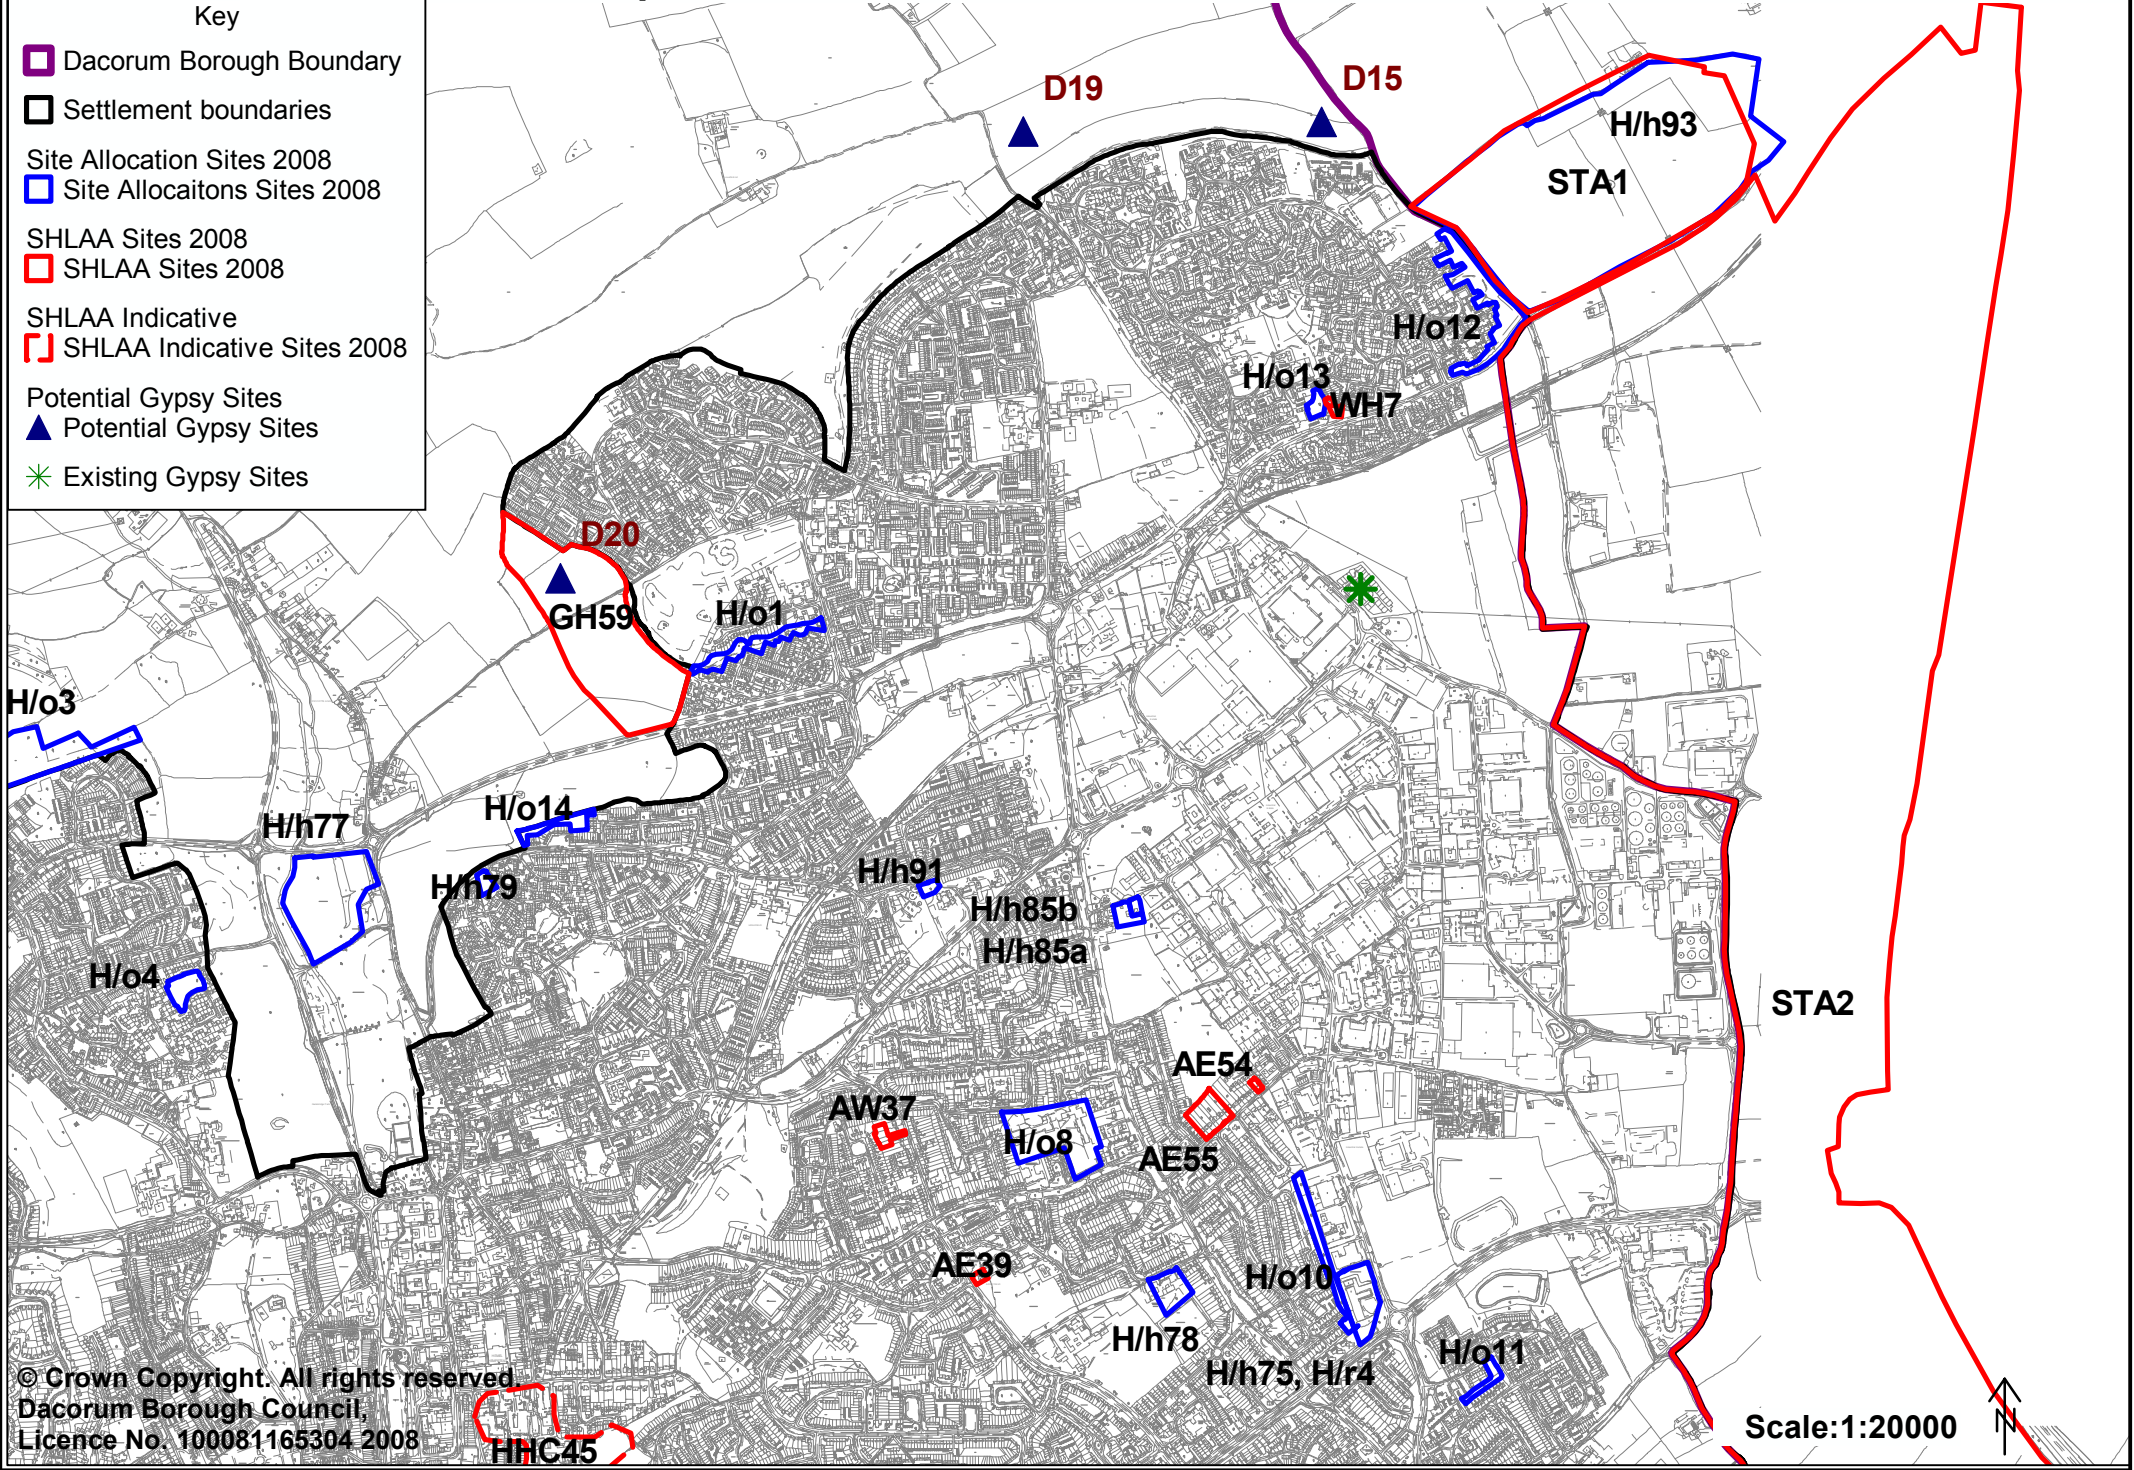 Key
Dacorum Borough Boundary
Settlement boundaries
Site Allocation Sites 2008
Site Allocaitons Sites 2008
SHLAA Sites 2008
SHLAA Sites 2008
SHLAA Indicative
SHLAA Indicative Sites 2008
Potential Gypsy Sites
Potential Gypsy Sites
Existing Gypsy Sites
D19
D15
H/h93
STA1
H/o12
H/o13
WH7
D20
GH59
H/o1
H/o3
H/o14
H/h77
H/h79
H/h91
H/h85b
H/h85a
H/o4
STA2
AE54
AW37
H/o8
AE55
AE39
H/o10
H/h78
H/h75, H/r4
H/o11
© Crown Copyright. All rights reserved.
Dacorum Borough Council,
Licence No. 100081165304 2008
HHC45
Scale:1:20000
N